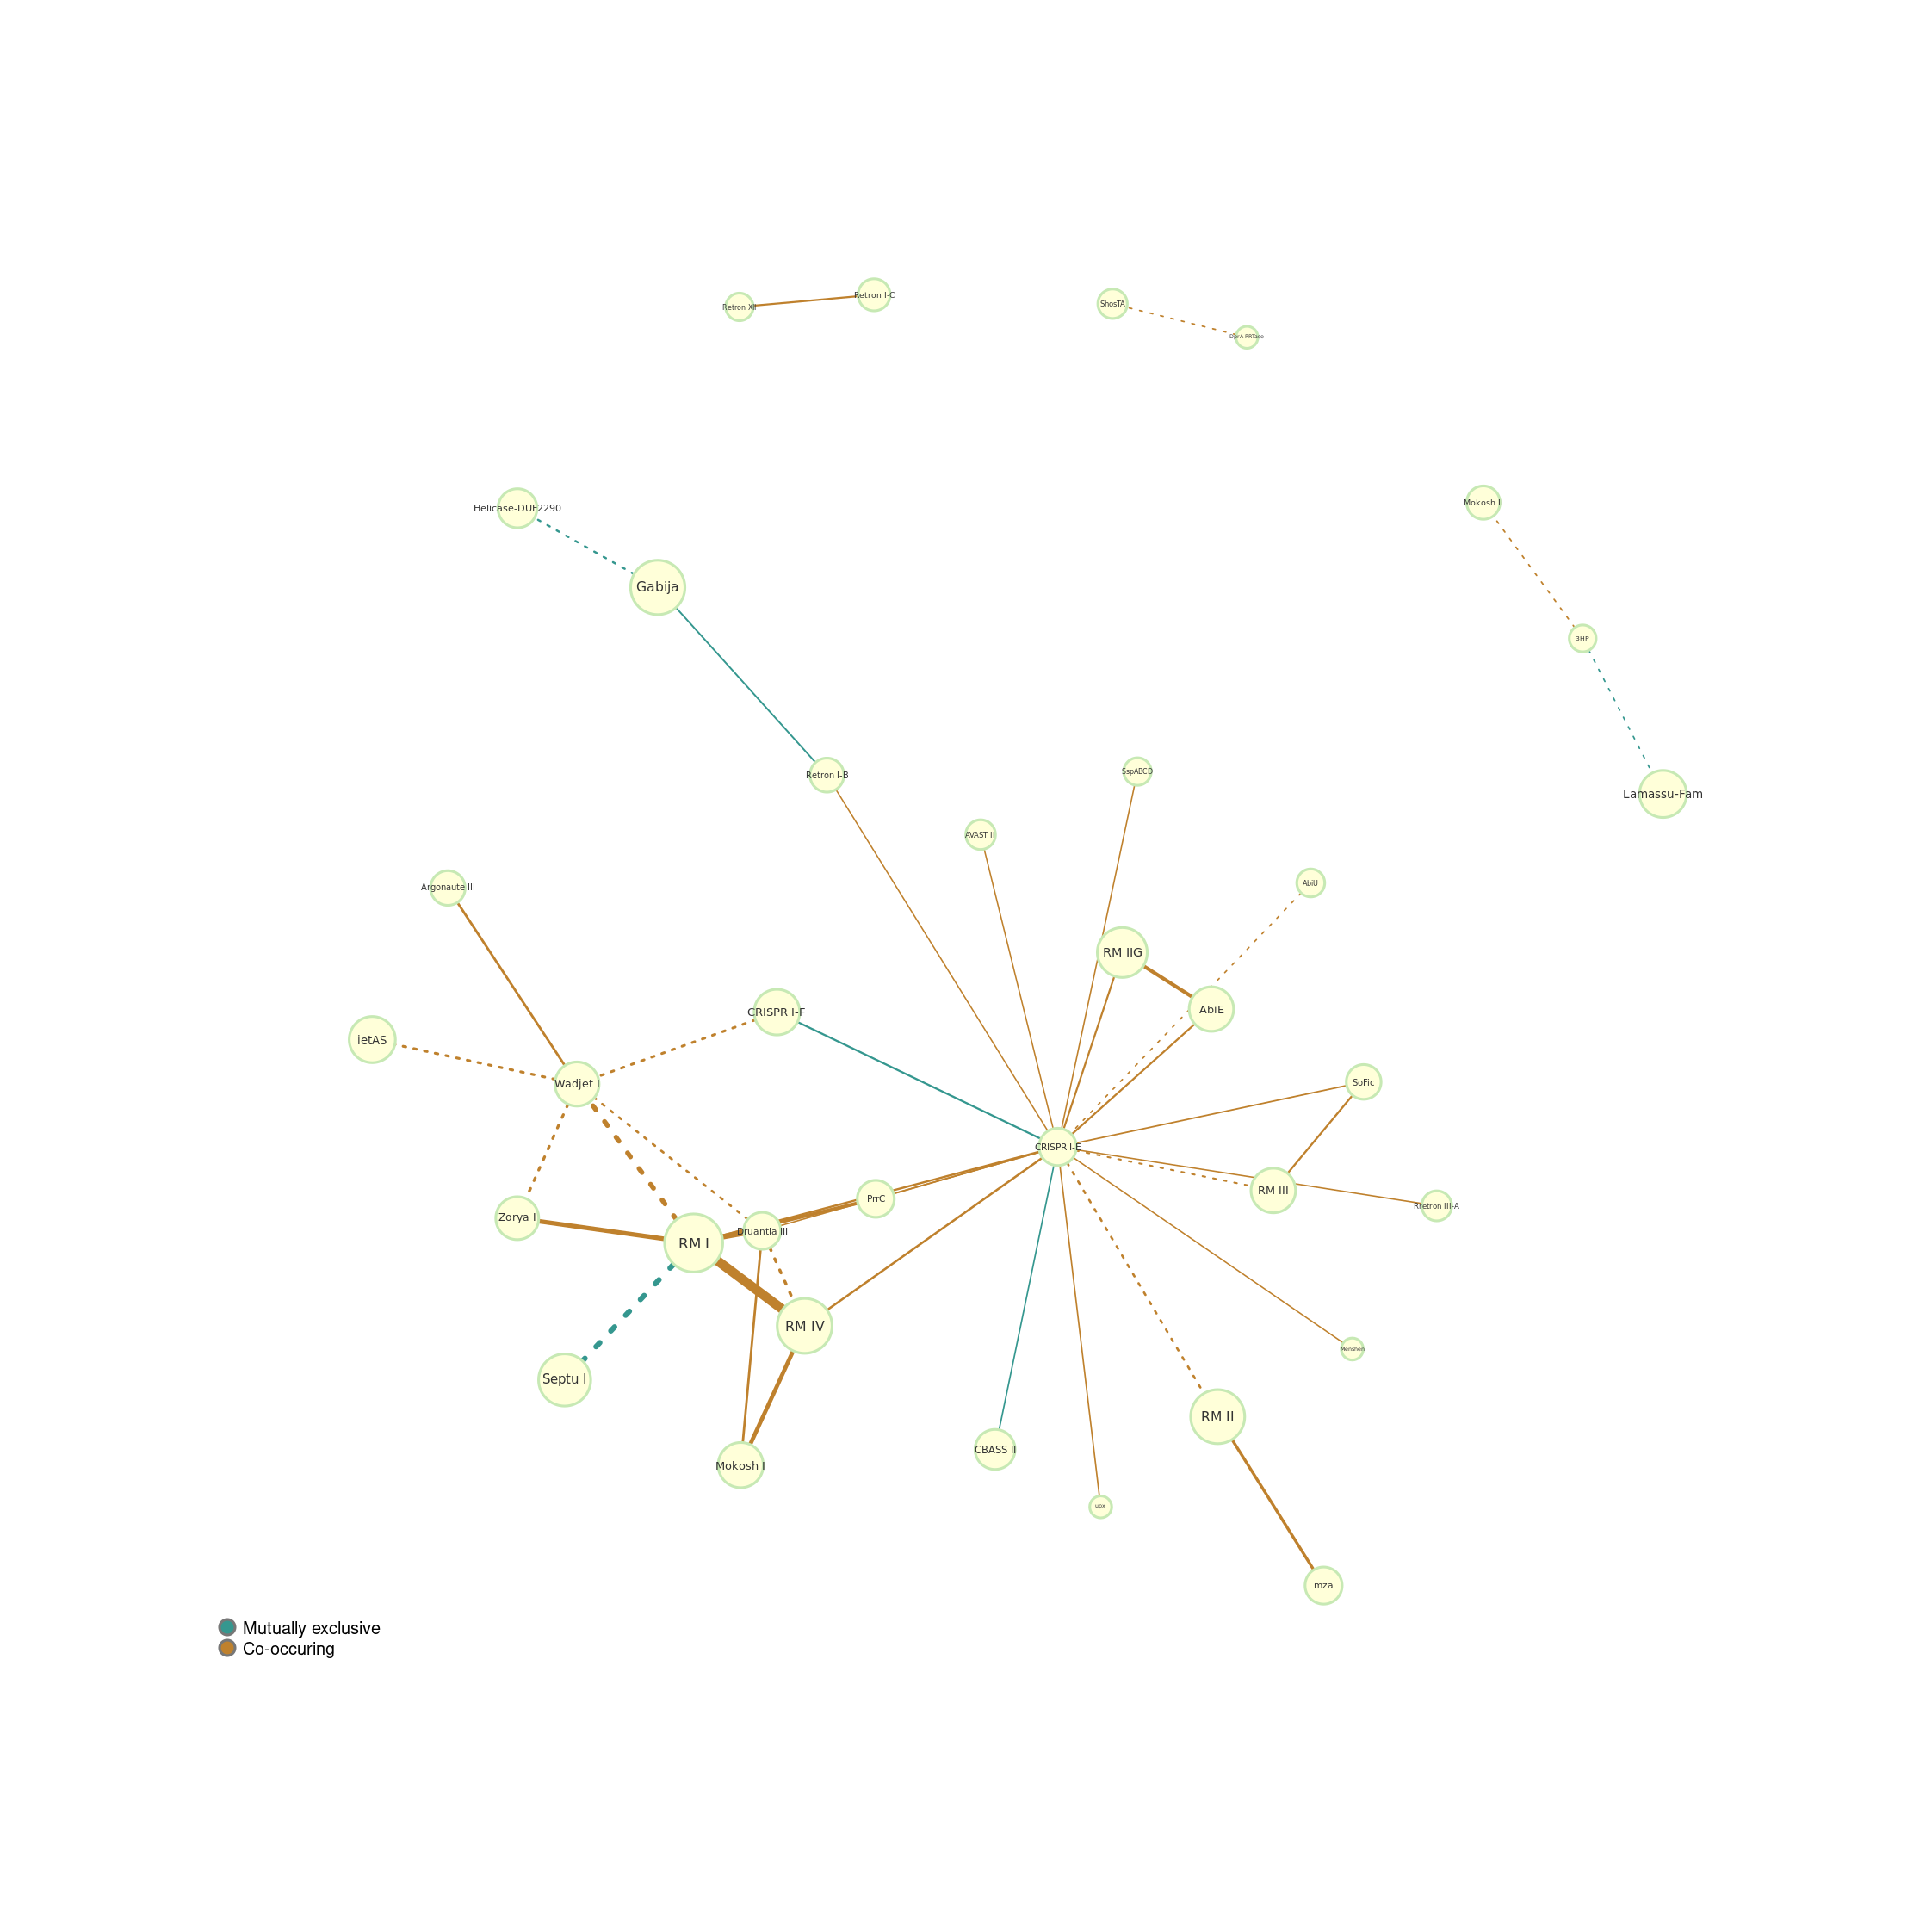 Retron XII
Retron I-C
ShosTA
DprA-PRTase
Mokosh II
Helicase-DUF2290
Gabija
3HP
Retron I-B
SspABCD
Lamassu-Fam
AVAST II
AbiU
Argonaute III
RM IIG
AbiE
CRISPR I-F
ietAS
Wadjet I
SoFic
CRISPR I-E
RM III
PrrC
Rretron III-A
Zorya I
Druantia III
RM I
RM IV
Menshen
Septu I
RM II
CBASS II
Mokosh I
upx
mza
Mutually exclusive
Co-occuring